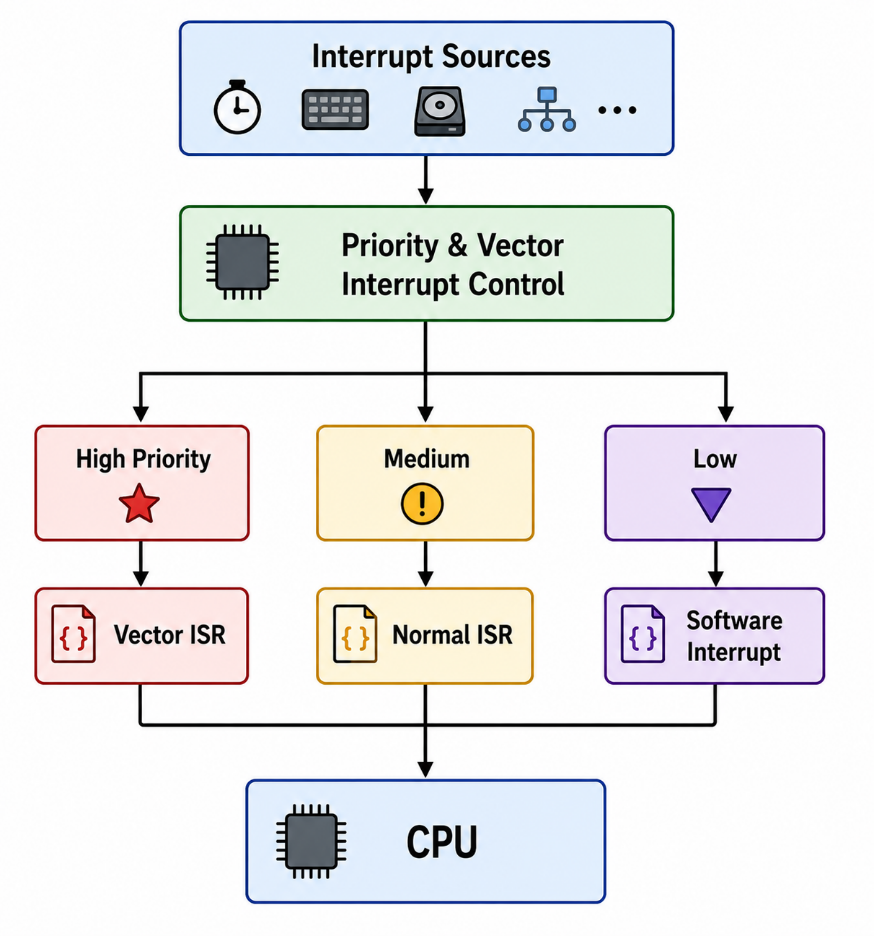 Interrupt Sources
Priority & Vector
Interrupt Control
High Priority
Medium
Low
{ } Vector ISR
{ } Normal ISR
{ } Software
Interrupt
CPU